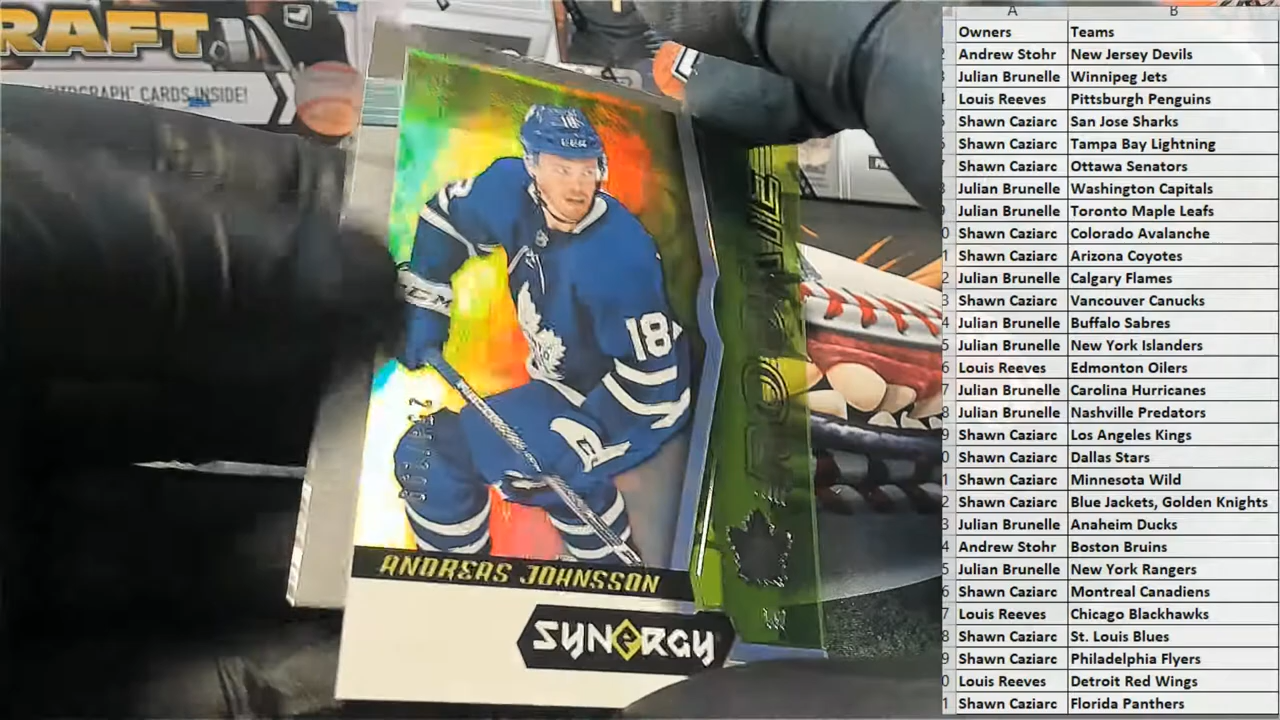 RAFT
AUTOGRAPH' CARDS INSIDE!
18
18
CCM
ROOKIE
ANDREAS JOHNSSON
SYNERGY
A B
Owners Teams
Andrew Stohr New Jersey Devils
Julian Brunelle Winnipeg Jets
Louis Reeves Pittsburgh Penguins
Shawn Caziarc San Jose Sharks
Shawn Caziarc Tampa Bay Lightning
Shawn Caziarc Ottawa Senators
Julian Brunelle Washington Capitals
Julian Brunelle Toronto Maple Leafs
Shawn Caziarc Colorado Avalanche
Shawn Caziarc Arizona Coyotes
Julian Brunelle Calgary Flames
Shawn Caziarc Vancouver Canucks
Julian Brunelle Buffalo Sabres
Julian Brunelle New York Islanders
Louis Reeves Edmonton Oilers
Julian Brunelle Carolina Hurricanes
Julian Brunelle Nashville Predators
Shawn Caziarc Los Angeles Kings
Shawn Caziarc Dallas Stars
Shawn Caziarc Minnesota Wild
Shawn Caziarc Blue Jackets, Golden Knights
Julian Brunelle Anaheim Ducks
Andrew Stohr Boston Bruins
Julian Brunelle New York Rangers
Shawn Caziarc Montreal Canadiens
Louis Reeves Chicago Blackhawks
Shawn Caziarc St. Louis Blues
Shawn Caziarc Philadelphia Flyers
Louis Reeves Detroit Red Wings
Shawn Caziarc Florida Panthers